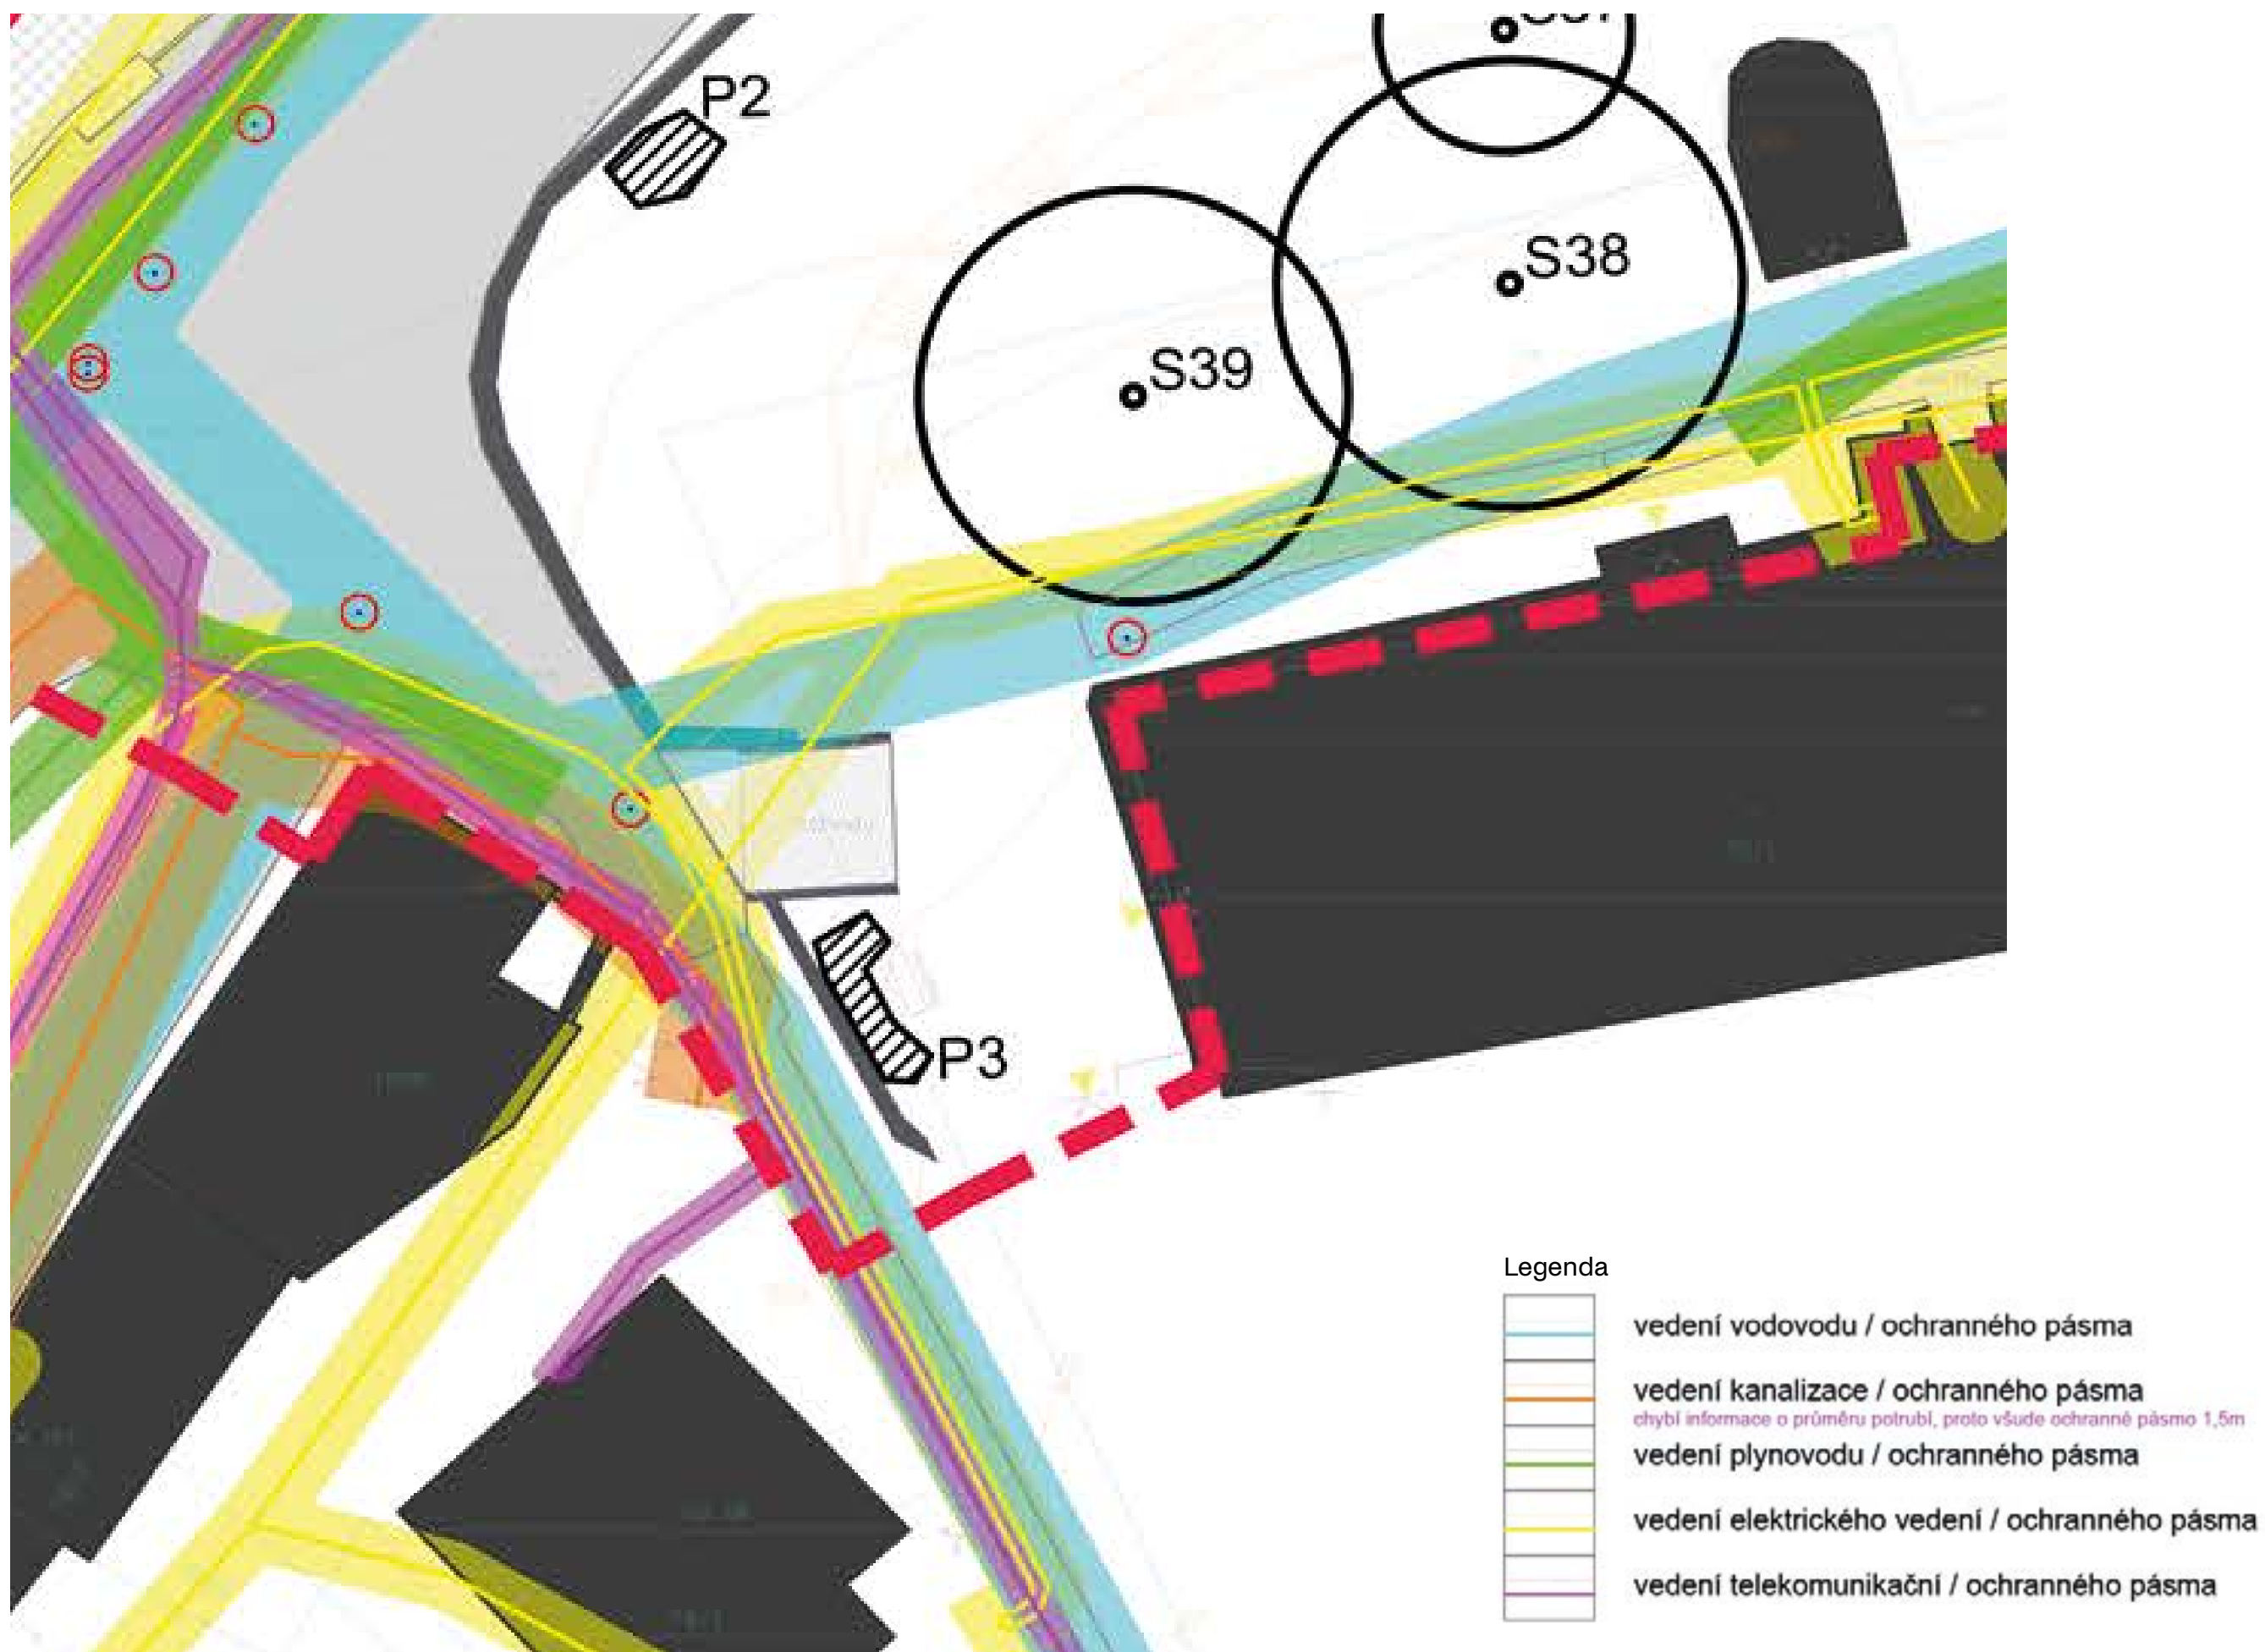 P2
S38
S39
P3
Legenda
vedení vodovodu / ochranného pásma
vedení kanalizace / ochranného pásma
chybí informace o průměru potrubí, proto všude ochranné pásmo 1,5m
vedení plynovodu / ochranného pásma
vedení elektrického vedení / ochranného pásma
vedení telekomunikační / ochranného pásma